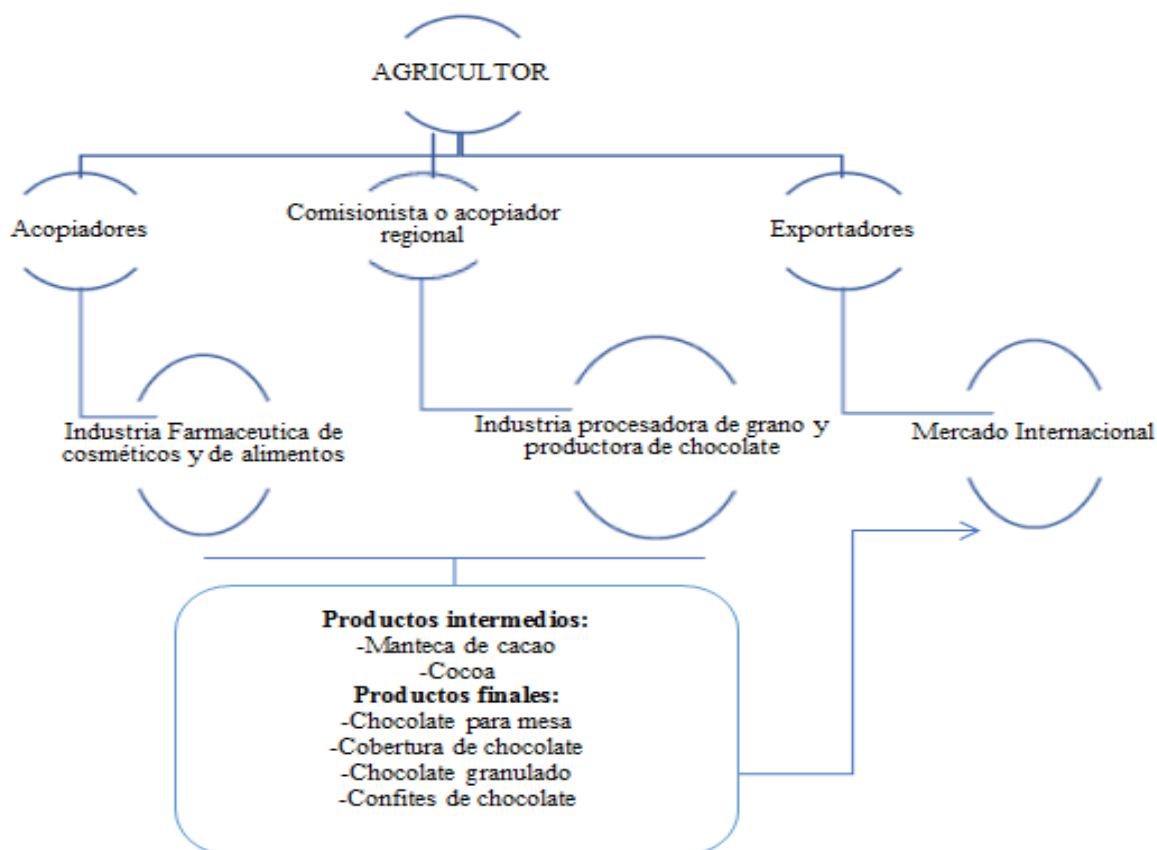 AGRICULTOR
Acopiadores
Comisionista o acopiador
regional
Exportadores
Industria Farmaceutica de
cosméticos y de alimentos
Industria procesadora de grano y
productora de chocolate
Mercado Internacional
Productos intermedios:
-Manteca de cacao
-Cocoa
Productos finales:
-Chocolate para mesa
-Cobertura de chocolate
-Chocolate granulado
-Confites de chocolate